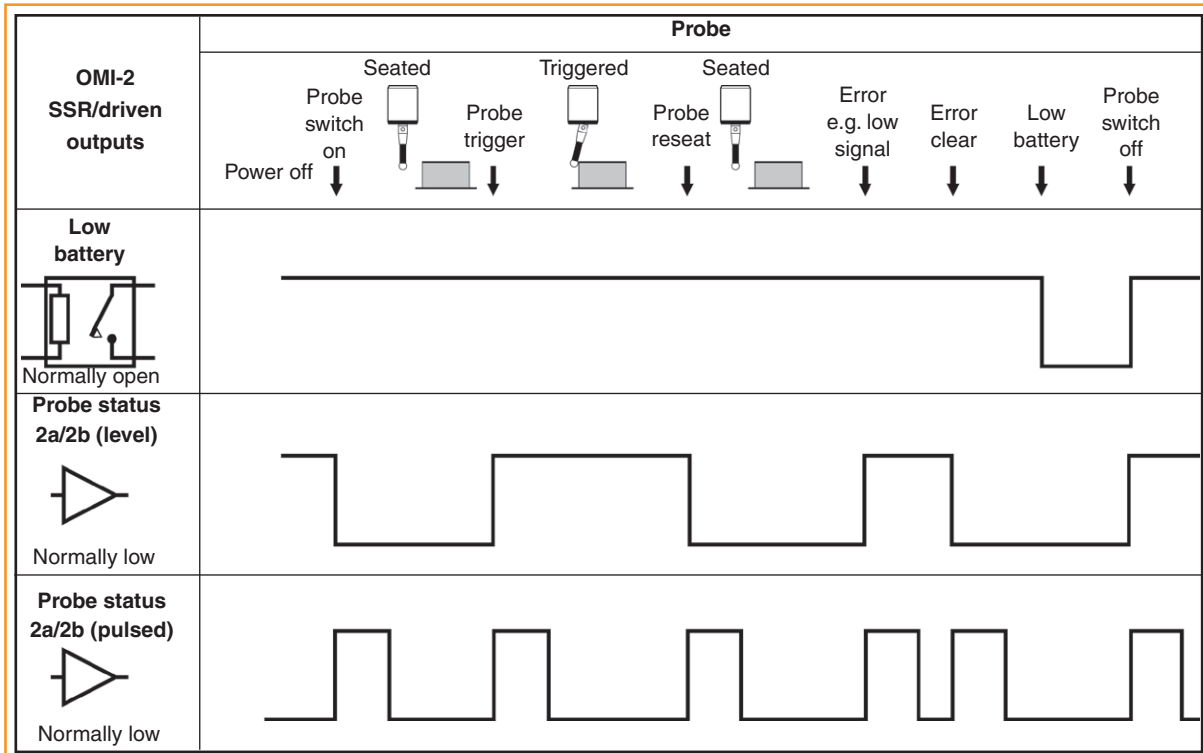 OMI-2
SSR/driven
outputs
Probe
Power off
Probe
switch
on
Seated
Probe
trigger
Triggered
Probe
reseat
Seated
Error
e.g. low
signal
Error
clear
Low
battery
Probe
switch
off
Low
battery
Normally open
Probe status
2a/2b (level)
Normally low
Probe status
2a/2b (pulsed)
Normally low